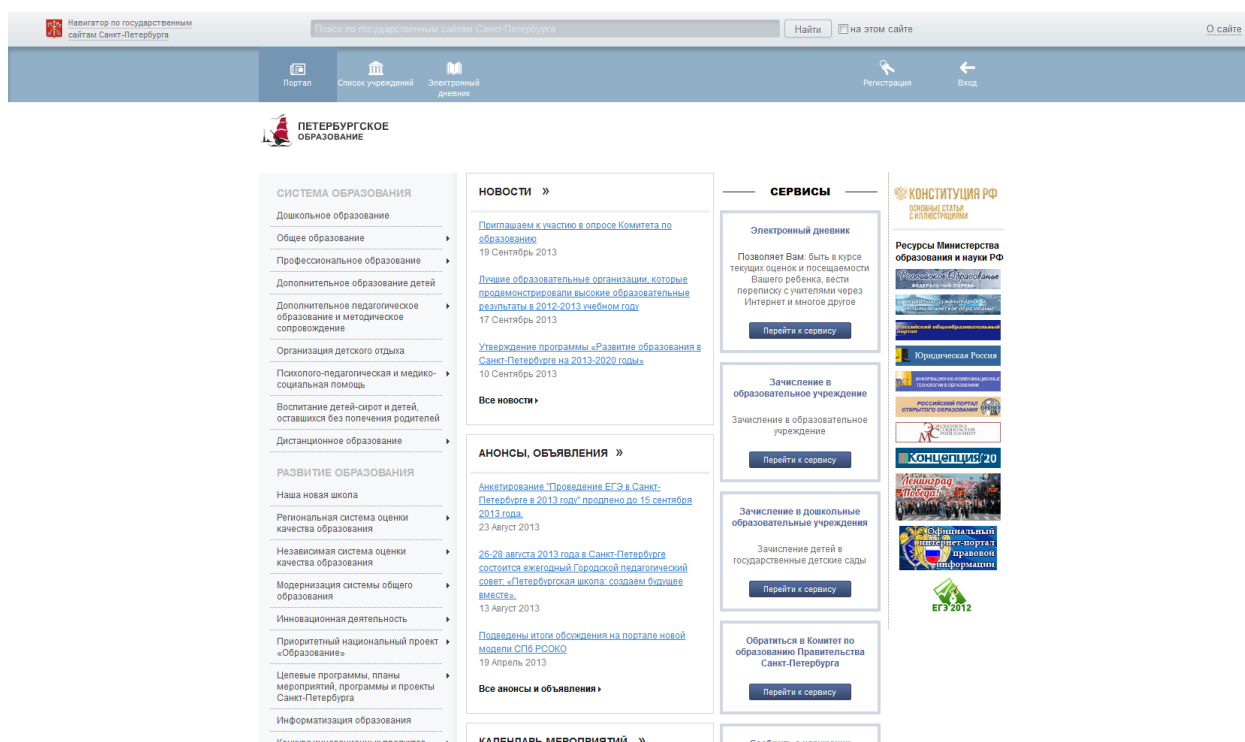 Навигатор по государственным
сайтам Санкт-Петербурга
Поиск по государственным сайтам Санкт-Петербурга
Найти
на этом сайте
О сайте
Портал
Список учреждений
Электронный
дневник
Регистрация
Вход
ПЕТЕРБУРГСКОЕ
ОБРАЗОВАНИЕ
СИСТЕМА ОБРАЗОВАНИЯ
Дошкольное образование
Общее образование
Профессиональное образование
Дополнительное образование детей
Дополнительное педагогическое
образование и методическое
сопровождение
Организация детского отдыха
Психолого-педагогическая и медико-
социальная помощь
Воспитание детей-сирот и детей,
оставшихся без попечения родителей
Дистанционное образование
РАЗВИТИЕ ОБРАЗОВАНИЯ
Наша новая школа
Региональная система оценки
качества образования
Независимая система оценки
качества образования
Модернизация системы общего
образования
Инновационная деятельность
Приоритетный национальный проект
«Образование»
Целевые программы, планы
мероприятий, программы и проекты
Санкт-Петербурга
Информатизация образования
НОВОСТИ »
Приглашаем к участию в опросе Комитета по
образованию
19 Сентябрь 2013
Лучшие образовательные организации, которые
продемонстрировали высокие образовательные
результаты в 2012-2013 учебном году
17 Сентябрь 2013
Утверждение программы «Развитие образования в
Санкт-Петербурге на 2013-2020 годы»
10 Сентябрь 2013
Все новости
АНОНСЫ, ОБЪЯВЛЕНИЯ »
Анкетирование "Проведение ЕГЭ в Санкт-
Петербурге в 2013 году" продлено до 15 сентября
2013 года.
23 Август 2013
26-28 августа 2013 года в Санкт-Петербурге
состоится ежегодный Городской педагогический
совет: «Петербургская школа: создаем будущее
вместе».
13 Август 2013
Подведены итоги обсуждения на портале новой
модели СПб РСОКО
19 Апрель 2013
Все анонсы и объявления
КАЛЕНДАРЬ МЕРОПРИЯТИЙ »
СЕРВИСЫ
Электронный дневник
Позволяет Вам: быть в курсе
текущих оценок и посещаемости
Вашего ребенка, вести
переписку с учителями через
Интернет и многое другое
Перейти к сервису
Зачисление в
образовательное учреждение
Зачисление в образовательное
учреждение
Перейти к сервису
Зачисление в дошкольные
образовательные учреждения
Зачисление детей в
государственные детские сады
Перейти к сервису
Обратиться в Комитет по
образованию Правительства
Санкт-Петербурга
Перейти к сервису
КОНСТИТУЦИЯ РФ
ОСНОВНЫЕ СТАТЬИ
С ИЛЛЮСТРАЦИЯМИ
Ресурсы Министерства
образования и науки РФ
Российское Образование
ФЕДЕРАЛЬНЫЙ ПОРТАЛ
Российский общеобразовательный
портал
Юридическая Россия
ИНФОРМАЦИОННО-КОММУНИКАЦИОННЫЕ
ТЕХНОЛОГИИ В ОБРАЗОВАНИИ
РОССИЙСКИЙ ПОРТАЛ
ОТКРЫТОГО ОБРАЗОВАНИЯ
Концепция/20
Ленинград
Победа!
Официальный
интернет-портал
правовой
информации
ЕГЭ 2012